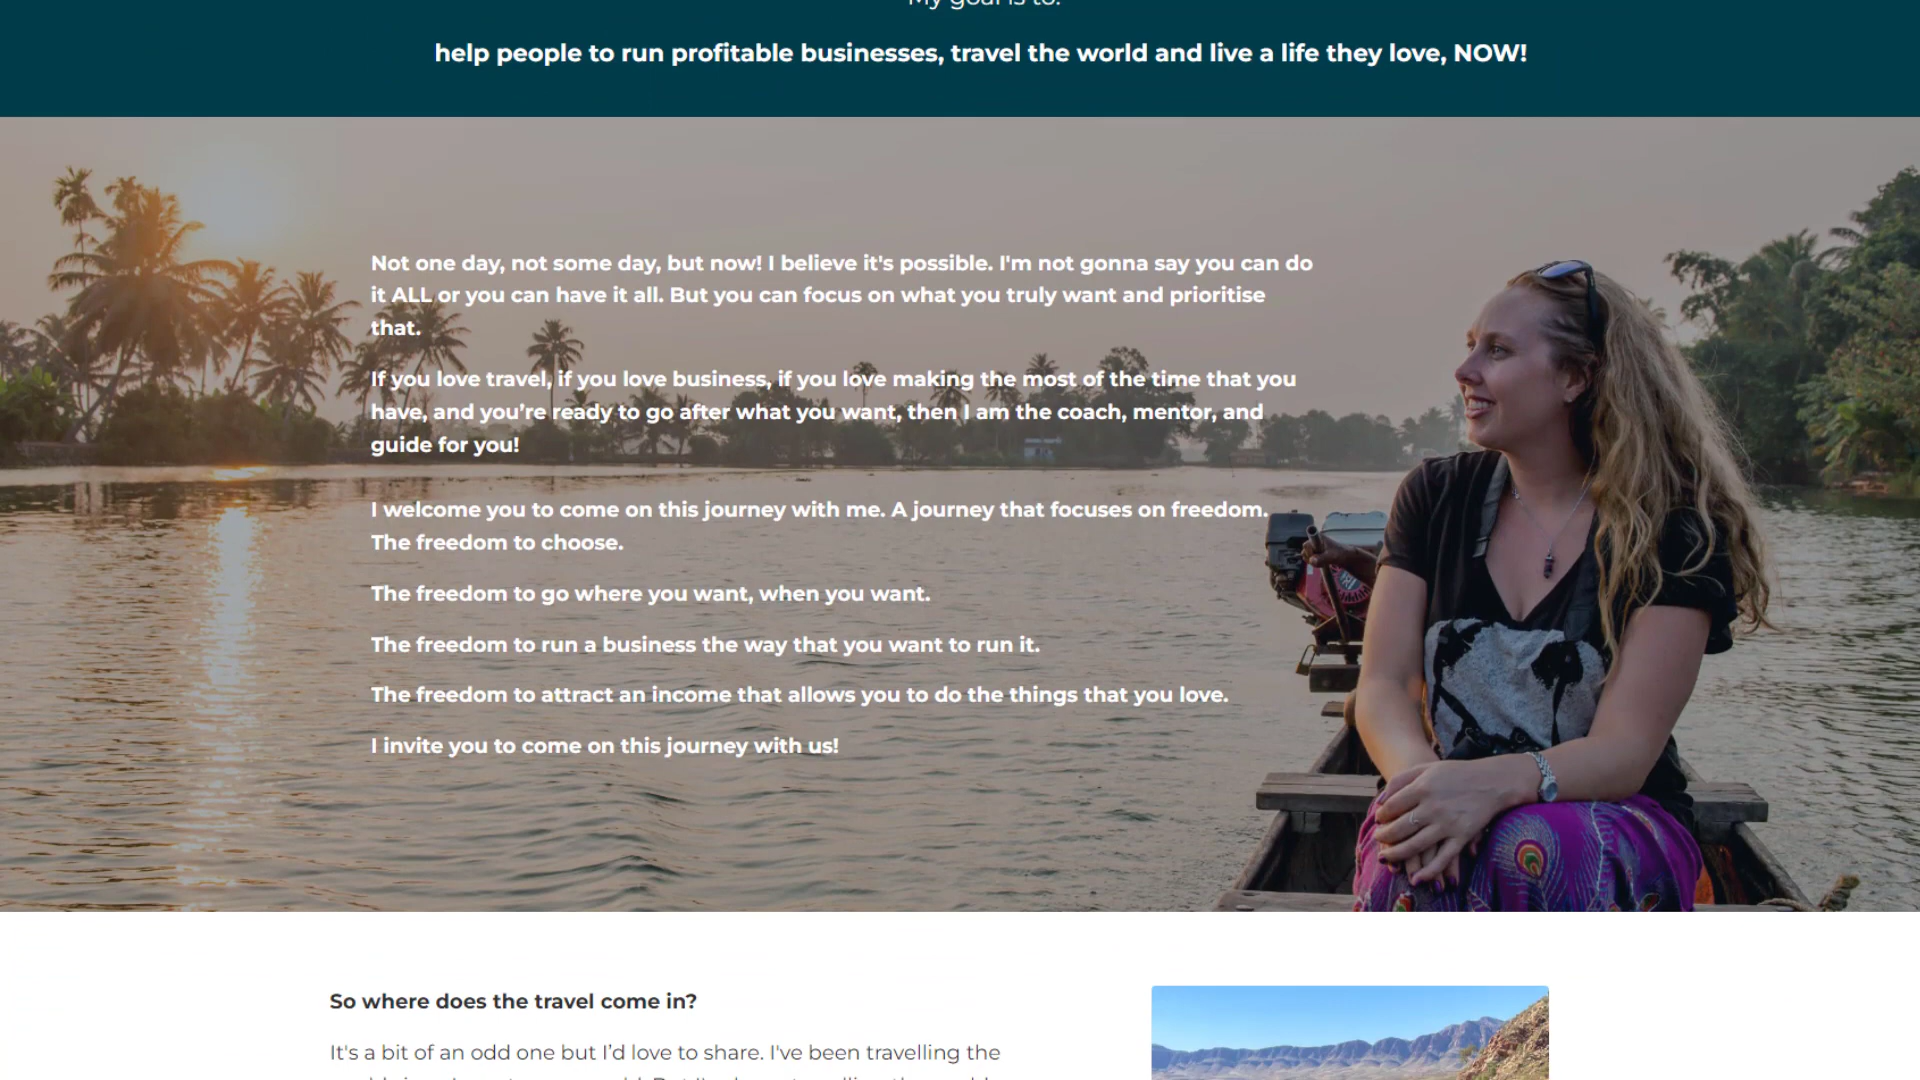 My goal is to:
help people to run profitable businesses, travel the world and live a life they love, NOW!
Not one day, not some day, but now! I believe it's possible. I'm not gonna say you can do
it ALL or you can have it all. But you can focus on what you truly want and prioritise
that.
If you love travel, if you love business, if you love making the most of the time that you
have, and you’re ready to go after what you want, then I am the coach, mentor, and
guide for you!
I welcome you to come on this journey with me. A journey that focuses on freedom.
The freedom to choose.
The freedom to go where you want, when you want.
The freedom to run a business the way that you want to run it.
The freedom to attract an income that allows you to do the things that you love.
I invite you to come on this journey with us!
So where does the travel come in?
It's a bit of an odd one but I’d love to share. I've been travelling the